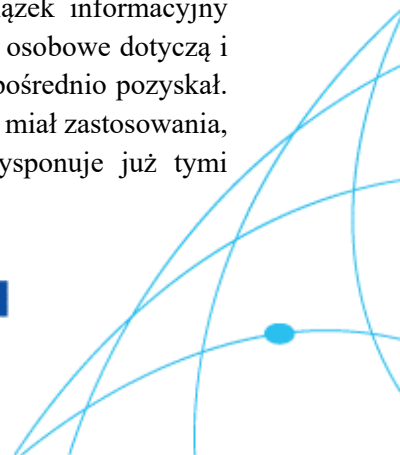 ązek informacyjny
osobowe dotyczą i
pośrednio pozyskał.
miał zastosowania,
ysponuje już tymi